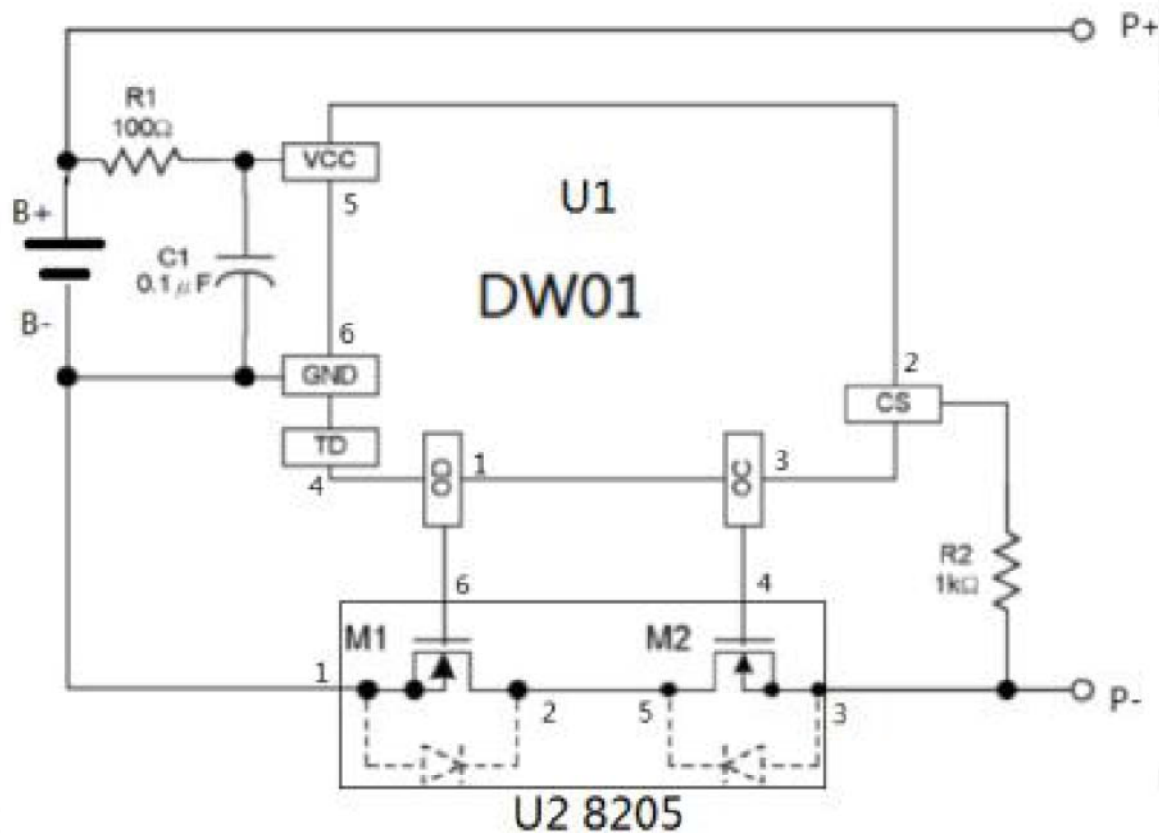 P+
R1
100Ω
VCC
5
U1
DW01
B+
C1
0.1μF
B-
6
GND
2
CS
TD
4
OD
1
OC
3
R2
1kΩ
6
4
M1
M2
1
2
5
3
P-
U2 8205